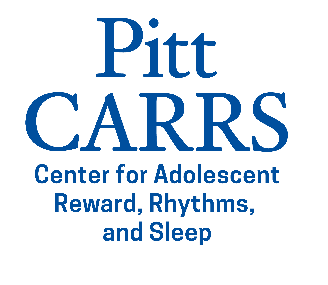 Pitt
CARRS
Center for Adolescent
Reward, Rhythms,
and Sleep